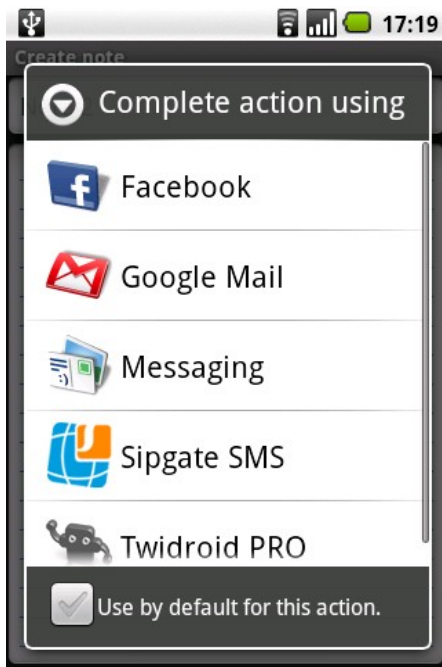 17:19
Create note
Complete action using
Facebook
Google Mail
Messaging
Sipgate SMS
Twidroid PRO
Use by default for this action.